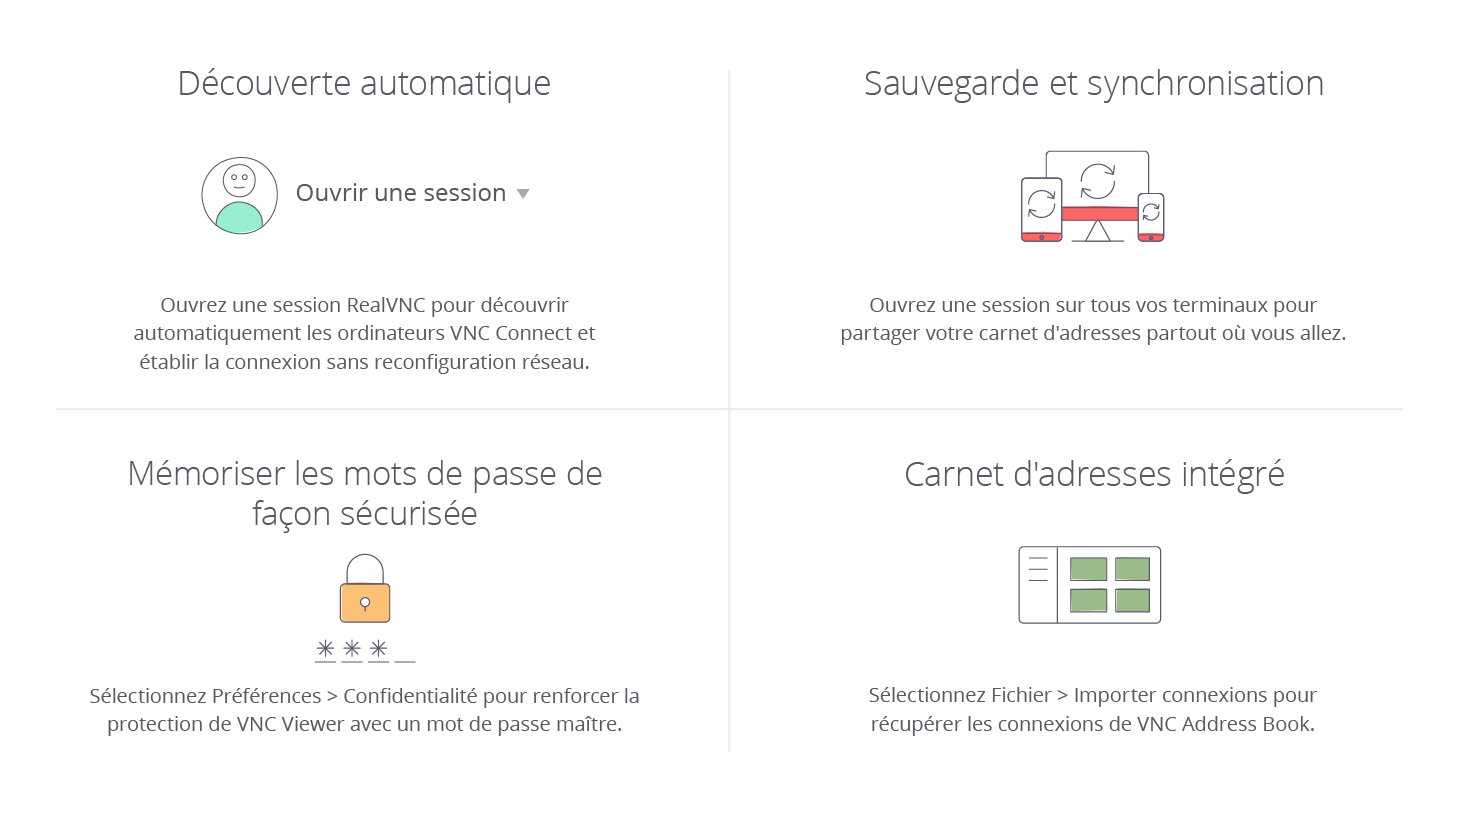 Découverte automatique
Ouvrir une session
Ouvrez une session RealVNC pour découvrir
automatiquement les ordinateurs VNC Connect et
établir la connexion sans reconfiguration réseau.
Sauvegarde et synchronisation
Ouvrez une session sur tous vos terminaux pour
partager votre carnet d'adresses partout où vous allez.
Mémoriser les mots de passe de
façon sécurisée
Sélectionnez Préférences > Confidentialité pour renforcer la
protection de VNC Viewer avec un mot de passe maître.
Carnet d'adresses intégré
Sélectionnez Fichier > Importer connexions pour
récupérer les connexions de VNC Address Book.